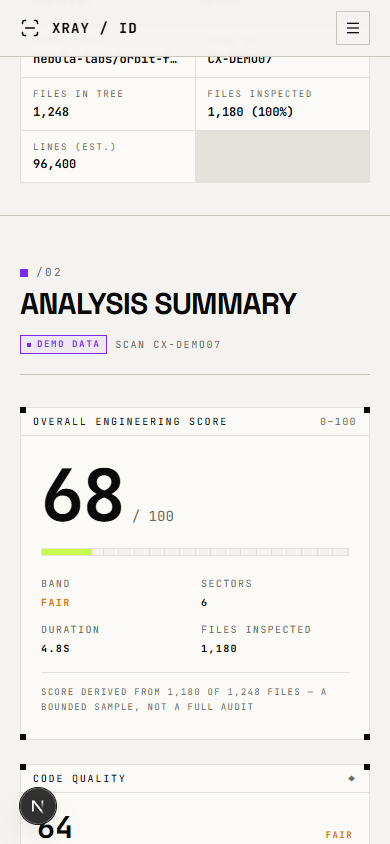 XRAY / ID
nebula-labs/orbit-f…
CX-DEMO07
FILES IN TREE
1,248
FILES INSPECTED
1,180 (100%)
LINES (EST.)
96,400
/02
ANALYSIS SUMMARY
DEMO DATA
SCAN CX-DEMO07
OVERALL ENGINEERING SCORE
0–100
68 / 100
BAND
FAIR
SECTORS
6
DURATION
4.8S
FILES INSPECTED
1,180
SCORE DERIVED FROM 1,180 OF 1,248 FILES — A
BOUNDED SAMPLE, NOT A FULL AUDIT
CODE QUALITY
N
64
FAIR